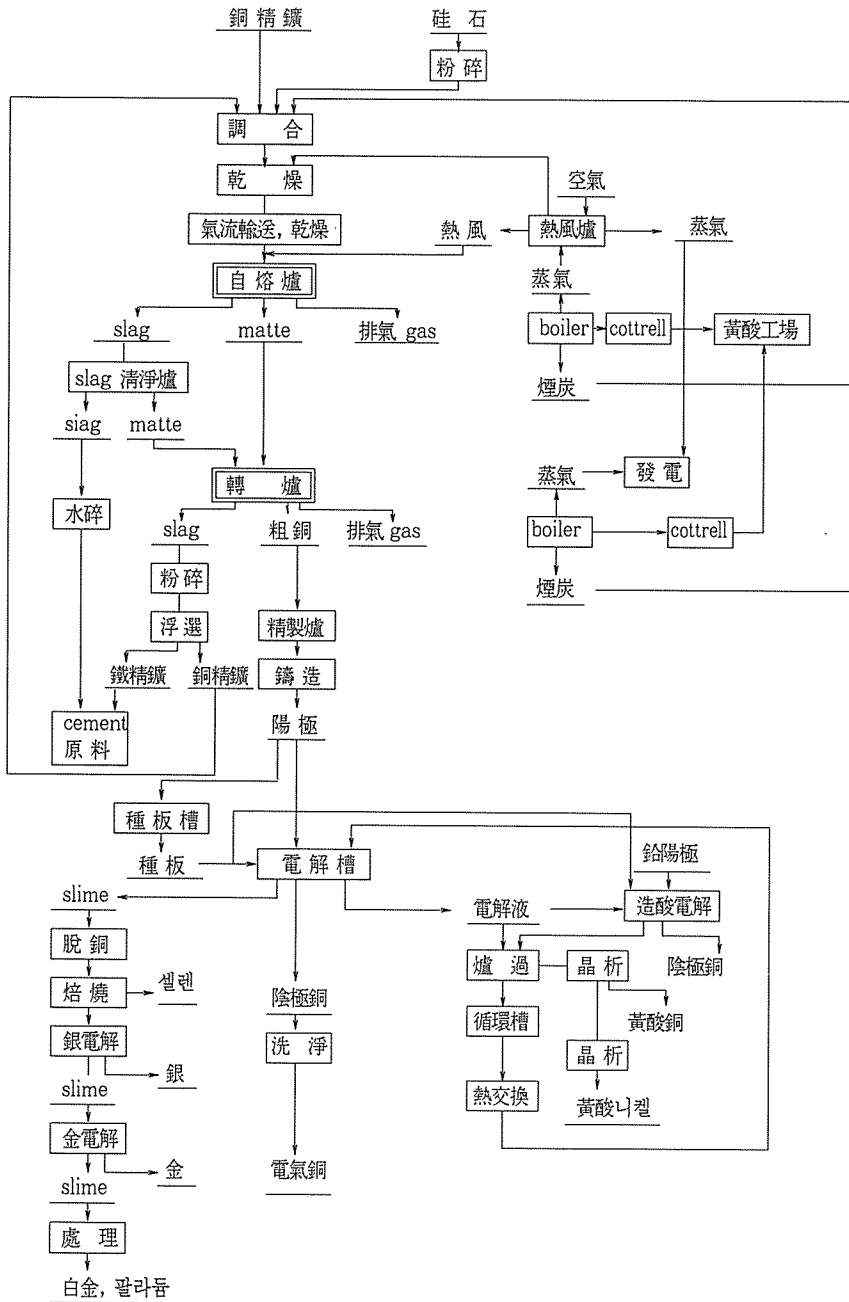 銅精鑛
硅石
粉碎
調合
乾燥
空氣
氣流輸送, 乾燥
熱風
熱風爐
蒸氣
自熔爐
蒸氣
slag
matte
排氣 gas
boiler
cottrell
黃酸工場
slag 淸淨爐
煙炭
siag
matte
轉爐
蒸氣
發電
水碎
slag
粗銅
排氣 gas
boiler
cottrell
粉碎
煙炭
浮選
精製爐
鐵精鑛
銅精鑛
鑄造
cement
原料
陽極
種板槽
種板
電解槽
鉛陽極
slime
電解液
造酸電解
脫銅
爐過
晶析
陰極銅
焙燒
셀렌
陰極銅
循環槽
黃酸銅
銀電解
洗淨
晶析
銀
slime
熱交換
黃酸니켈
金電解
金
電氣銅
slime
處理
白金, 팔라듐